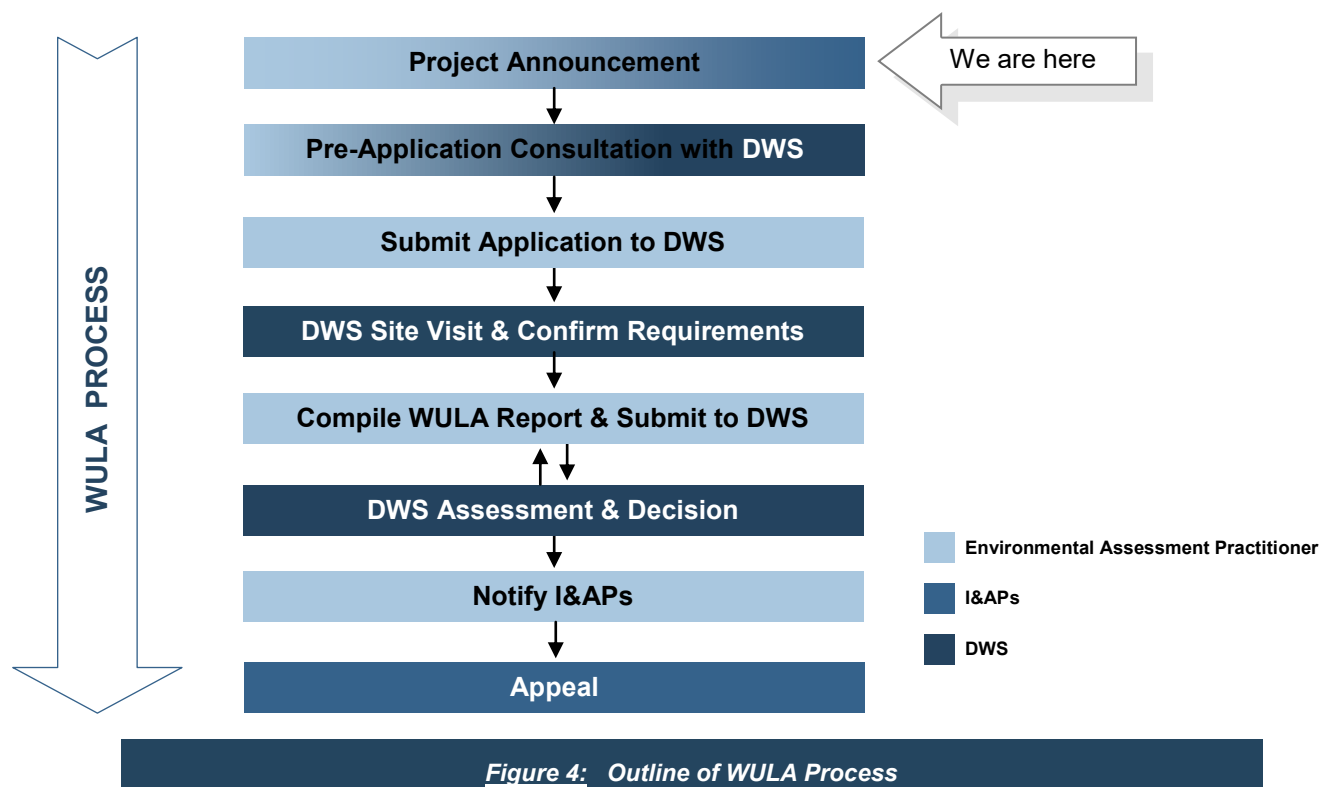 Project Announcement
We are here
Pre-Application Consultation with DWS
Submit Application to DWS
DWS Site Visit & Confirm Requirements
Compile WULA Report & Submit to DWS
DWS Assessment & Decision
Notify I&APs
Appeal
WULA PROCESS
Environmental Assessment Practitioner
I&APs
DWS
Figure 4: Outline of WULA Process